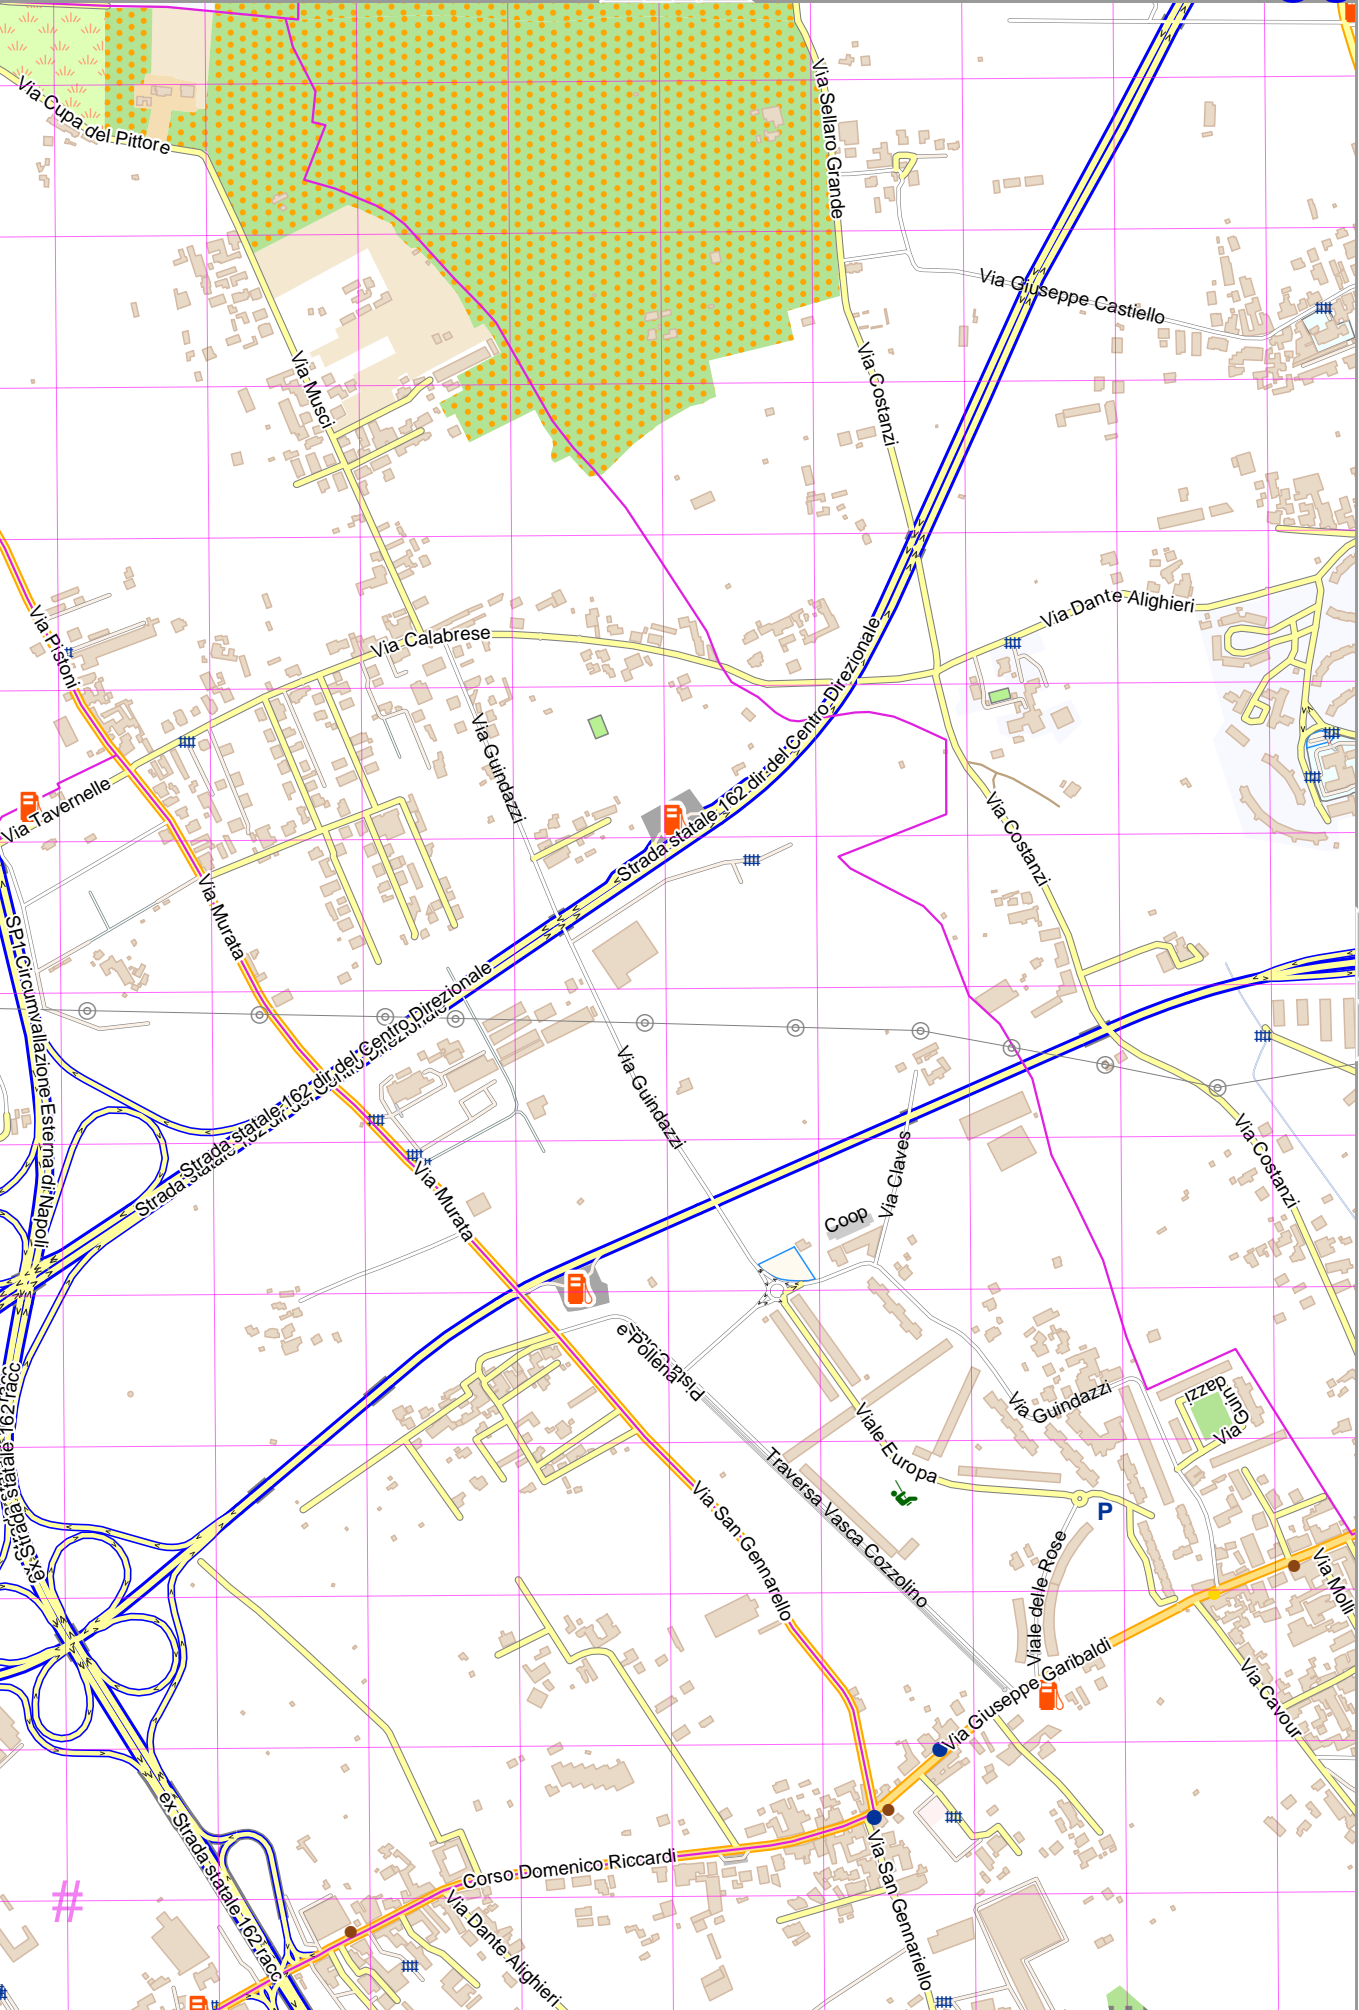 Via Cupa del Pittore
Via Sellaro Grande
Via Giuseppe Castiello
Via Musci
Via Costanzi
Via Dante Alighieri
Via Pistoni
Via Calabrese
Strada statale 162 dir del Centro Direzionale
Via Guindazzi
Via Tavernelle
Via Costanzi
Via Murata
SP1 Circumvallazione Esterna di Napoli
Strada statale 162 dir del Centro Direzionale
Strada statale 162 dir del Centro Direzionale
Via Guindazzi
Via Costanzi
Via Claves
Via Murata
Coop
e Pollena
Via Guindazzi
Via Guindazzi
Viale Europa
Traversa Vasca Cozzolino
P
Via San Gennariello
Viale delle Rose
Via Giuseppe Garibaldi
Via Cavour
ex Strada statale 162 racc
ex Strada statale 162 racc
Corso Domenico Riccardi
Via Dante Alighieri
Via San Gennariello
#